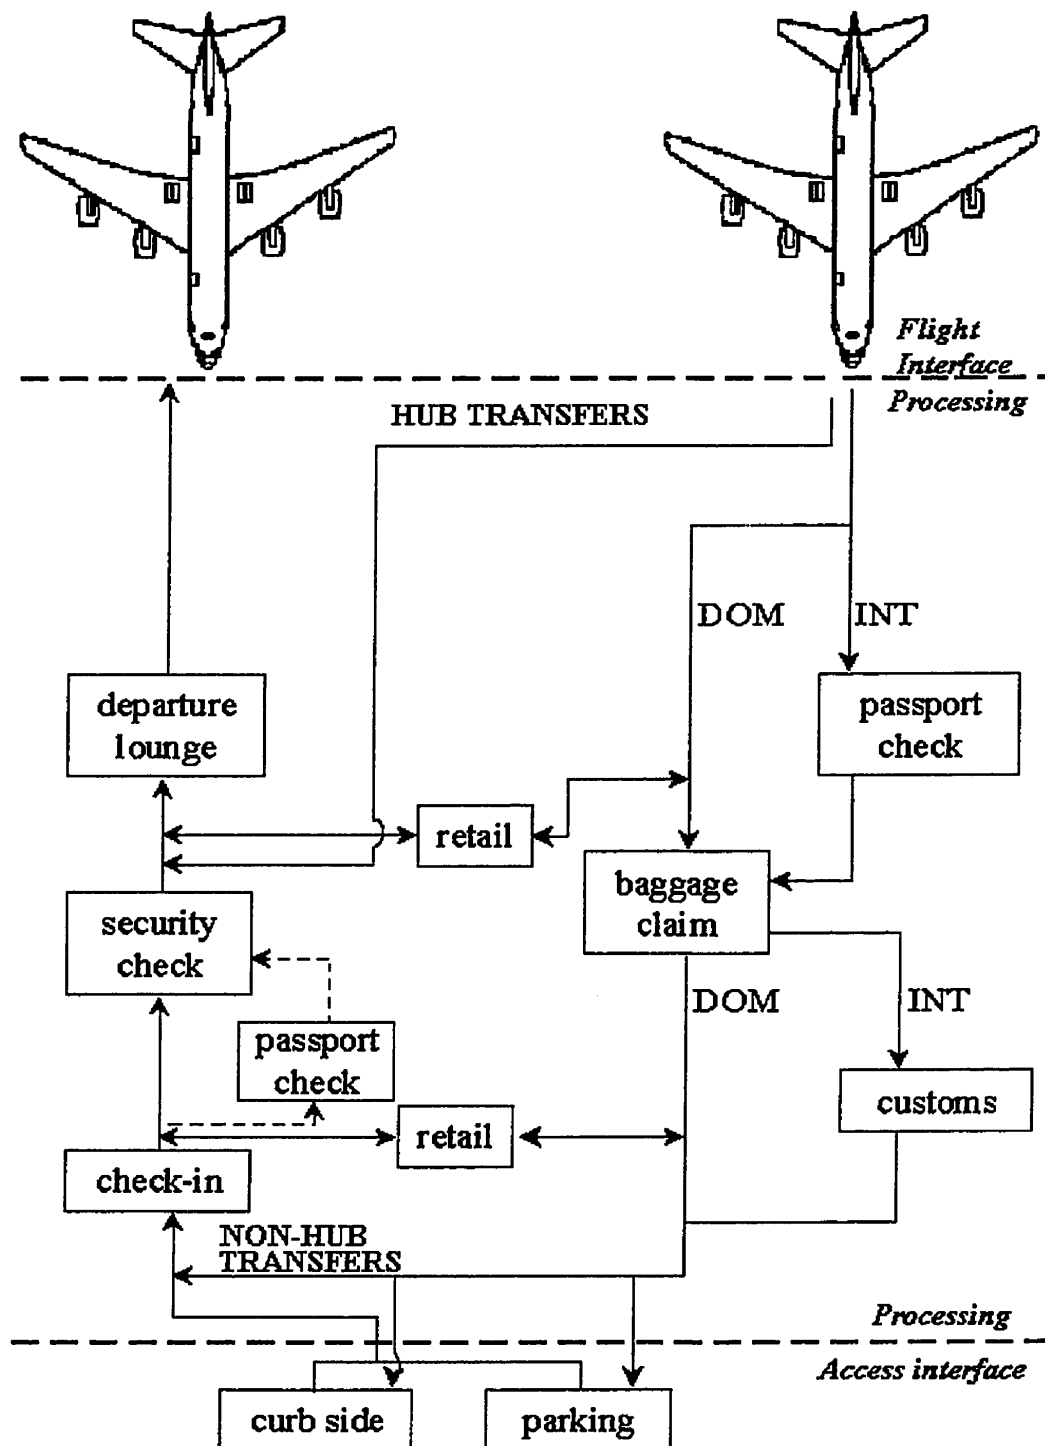 Flight
Interface
Processing
HUB TRANSFERS
DOM
INT
departure
lounge
passport
check
retail
baggage
claim
security
check
DOM
INT
passport
check
customs
retail
check-in
NON-HUB
TRANSFERS
Processing
Access interface
curb side
parking